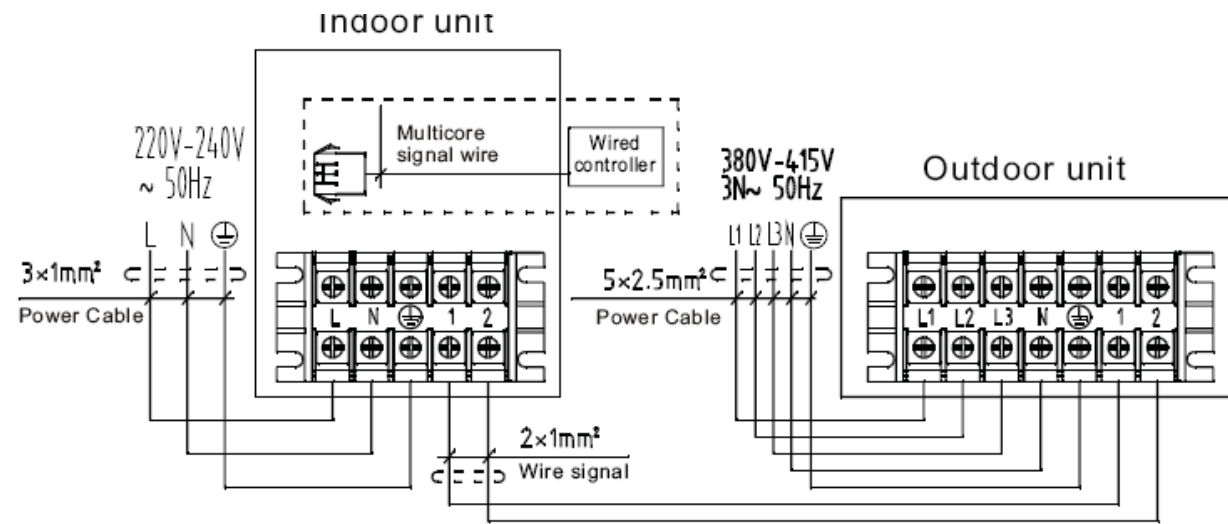 Indoor unit
220V-240V
~ 50Hz
L N
3×1mm²
Power Cable
Multicore
signal wire
Wired
controller
L N 1 2
2×1mm²
Wire signal
380V-415V
3N~ 50Hz
L1 L2 L3 N
5×2.5mm²
Power Cable
Outdoor unit
L1 L2 L3 N 1 2